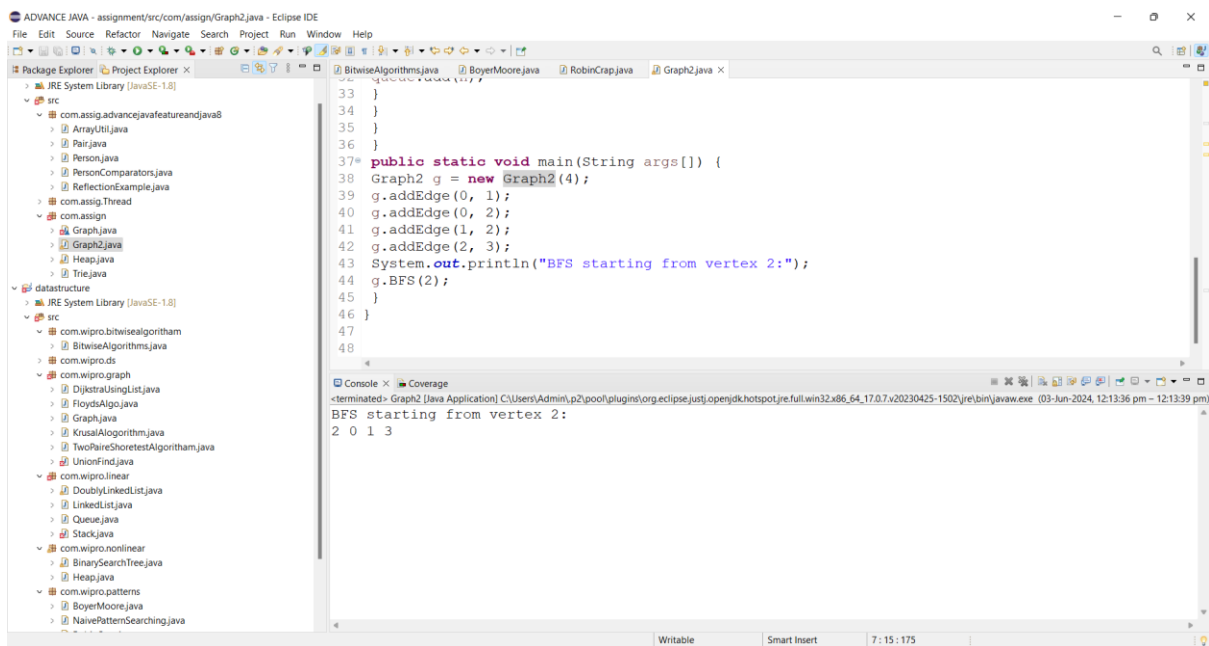 ADVANCE JAVA - assignment/src/com/assign/Graph2.java - Eclipse IDE
File Edit Source Refactor Navigate Search Project Run Window Help
Package Explorer Project Explorer
JRE System Library [JavaSE-1.8]
src
com.assig.advancejavafeatureandjava8
ArrayUtil.java
Pair.java
Person.java
PersonComparators.java
ReflectionExample.java
com.assig.Thread
com.assign
Graph.java
Graph2.java
Heap.java
Trie.java
datastructure
JRE System Library [JavaSE-1.8]
src
com.wipro.bitwisealgoritham
BitwiseAlgorithms.java
com.wipro.ds
com.wipro.graph
DijkstraUsingList.java
FloydsAlgo.java
Graph.java
KrusalAlogorithm.java
TwoPaireShoretestAlgoritham.java
UnionFind.java
com.wipro.linear
DoublyLinkedList.java
LinkedList.java
Queue.java
Stack.java
com.wipro.nonlinear
BinarySearchTree.java
Heap.java
com.wipro.patterns
BoyerMoore.java
NaivePatternSearching.java
BitwiseAlgorithms.java BoyerMoore.java RobinCrap.java Graph2.java
33 }
34 }
35 }
36 }
37 public static void main(String args[]) {
38 Graph2 g = new Graph2(4);
39 g.addEdge(0, 1);
40 g.addEdge(0, 2);
41 g.addEdge(1, 2);
42 g.addEdge(2, 3);
43 System.out.println("BFS starting from vertex 2:");
44 g.BFS(2);
45 }
46 }
47
48
Console Coverage
<terminated> Graph2 [Java Application] C:\Users\Admin\.p2\pool\plugins\org.eclipse.justj.openjdk.hotspot.jre.full.win32.x86_64_17.0.7.v20230425-1502\jre\bin\javaw.exe (03-Jun-2024, 12:13:36 pm – 12:13:39 pm)
BFS starting from vertex 2:
2 0 1 3
Writable Smart Insert 7 : 15 : 175